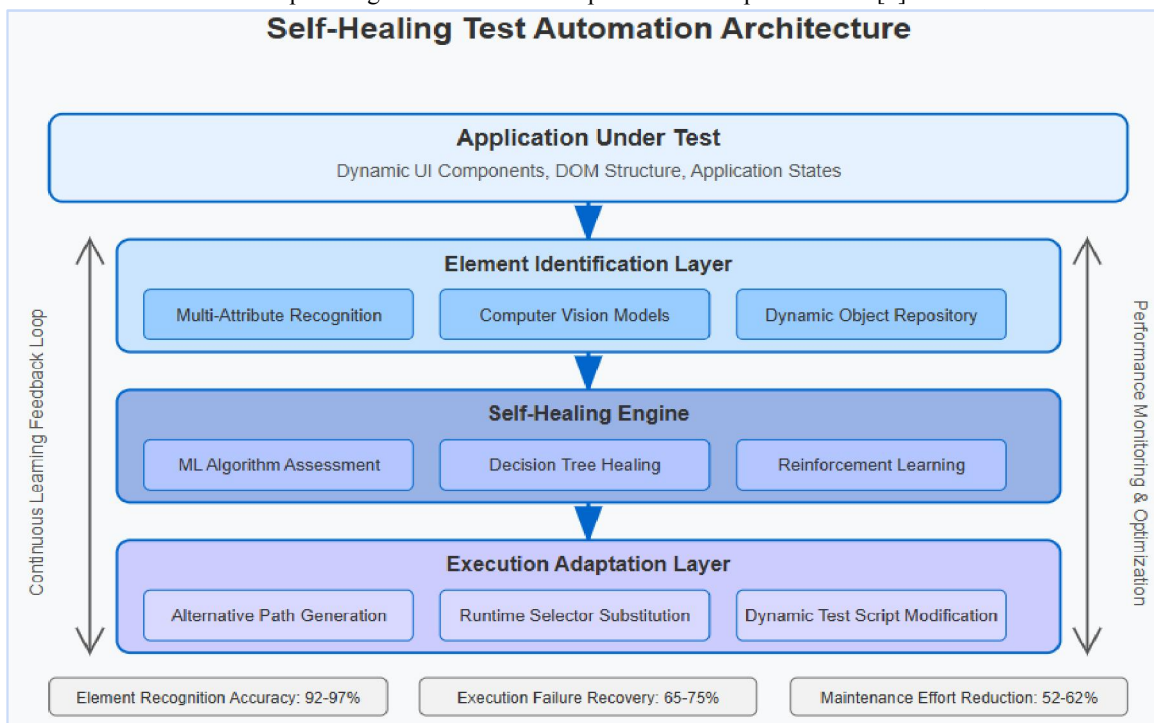 Self-Healing Test Automation Architecture
Application Under Test
Dynamic UI Components, DOM Structure, Application States
Element Identification Layer
Multi-Attribute Recognition
Computer Vision Models
Dynamic Object Repository
Self-Healing Engine
ML Algorithm Assessment
Decision Tree Healing
Reinforcement Learning
Execution Adaptation Layer
Alternative Path Generation
Runtime Selector Substitution
Dynamic Test Script Modification
Continuous Learning Feedback Loop
Performance Monitoring & Optimization
Element Recognition Accuracy: 92-97%
Execution Failure Recovery: 65-75%
Maintenance Effort Reduction: 52-62%